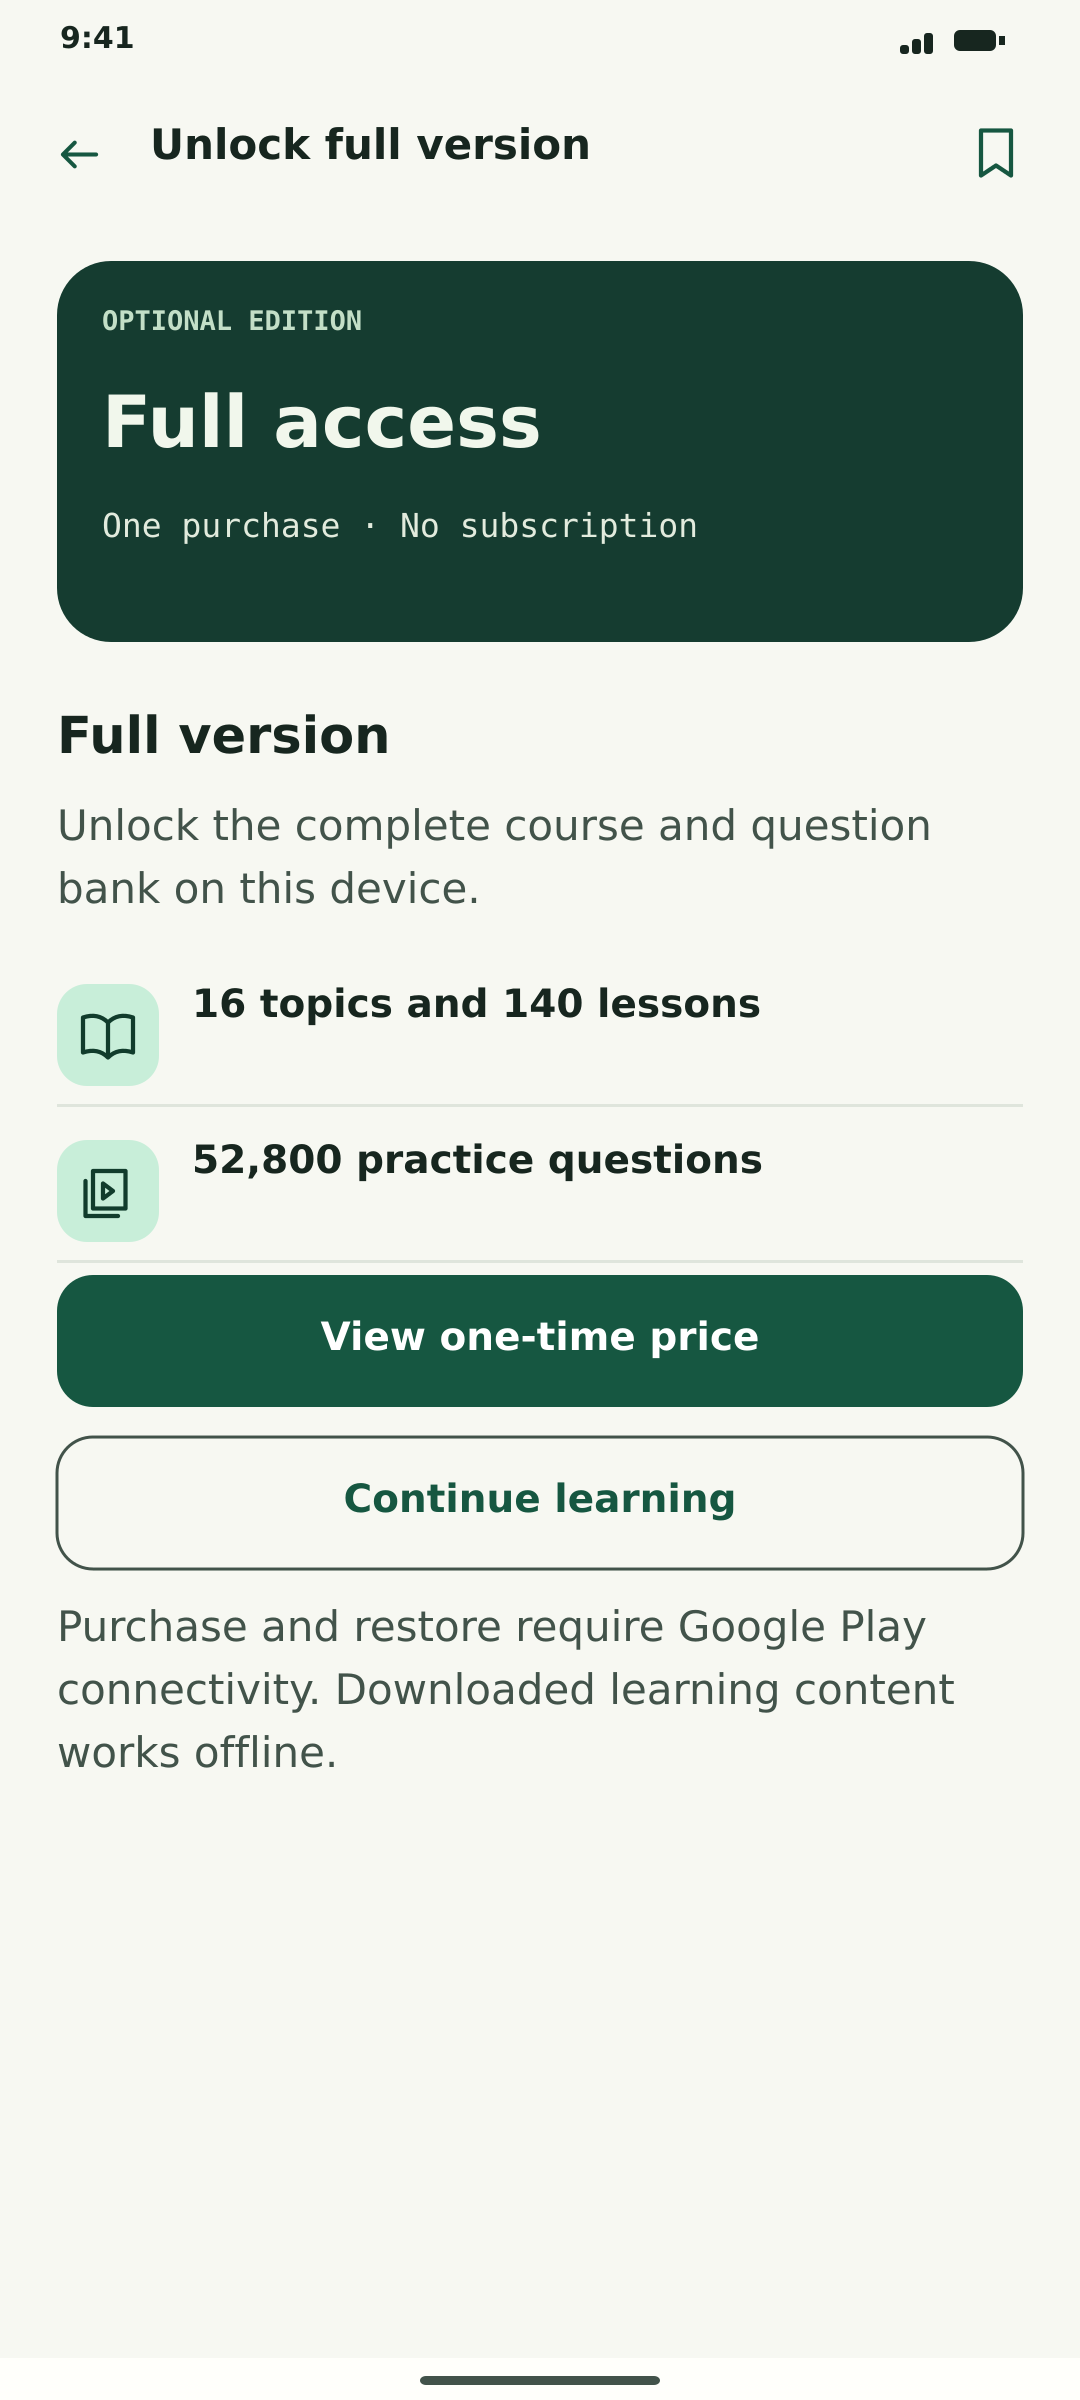 9:41
Unlock full version
OPTIONAL EDITION
Full access
One purchase · No subscription
Full version
Unlock the complete course and question
bank on this device.
16 topics and 140 lessons
52,800 practice questions
View one-time price
Continue learning
Purchase and restore require Google Play
connectivity. Downloaded learning content
works offline.